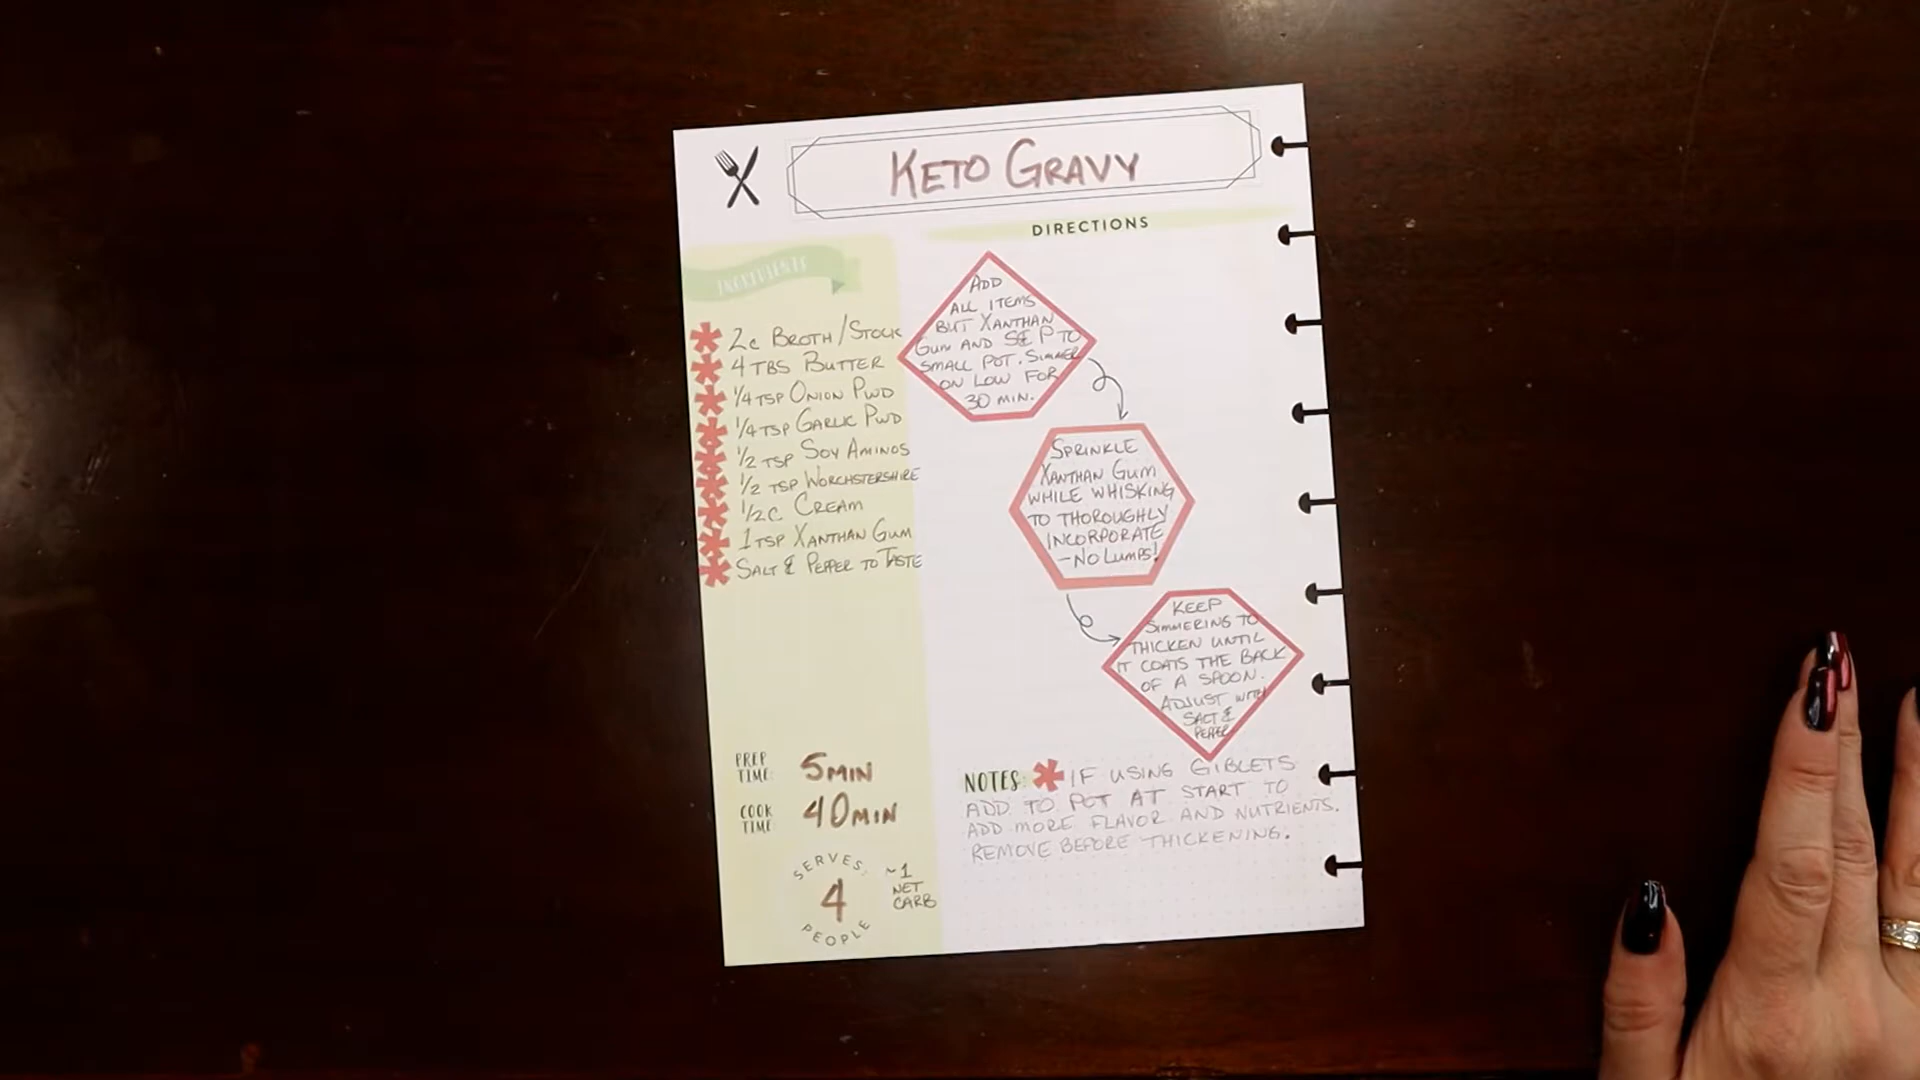 KETO GRAVY
INGREDIENTS
2c BROTH/STOCK
4 TBS BUTTER
1/4 TSP ONION PWD
1/4 TSP GARLIC PWD
1/2 TSP SOY AMINOS
1/2 TSP WORCHSTERSHIRE
1/2 C CREAM
1 TSP XANTHAN GUM
SALT & PEPPER TO TASTE
PREP
TIME:
5 MIN
COOK
TIME:
40 MIN
SERVES:
4
PEOPLE
~1
NET
CARB
DIRECTIONS
ADD
ALL ITEMS
BUT XANTHAN
GUM AND S&P TO
SMALL POT. SIMMER
ON LOW FOR
30 MIN.
SPRINKLE
XANTHAN GUM
WHILE WHISKING
TO THOROUGHLY
INCORPORATE
-NO LUMPS!
KEEP
SIMMERING TO
THICKEN UNTIL
IT COATS THE BACK
OF A SPOON.
ADJUST WITH
SALT &
PEPPER
NOTES: * IF USING GIBLETS
ADD TO POT AT START TO
ADD MORE FLAVOR AND NUTRIENTS.
REMOVE BEFORE THICKENING.